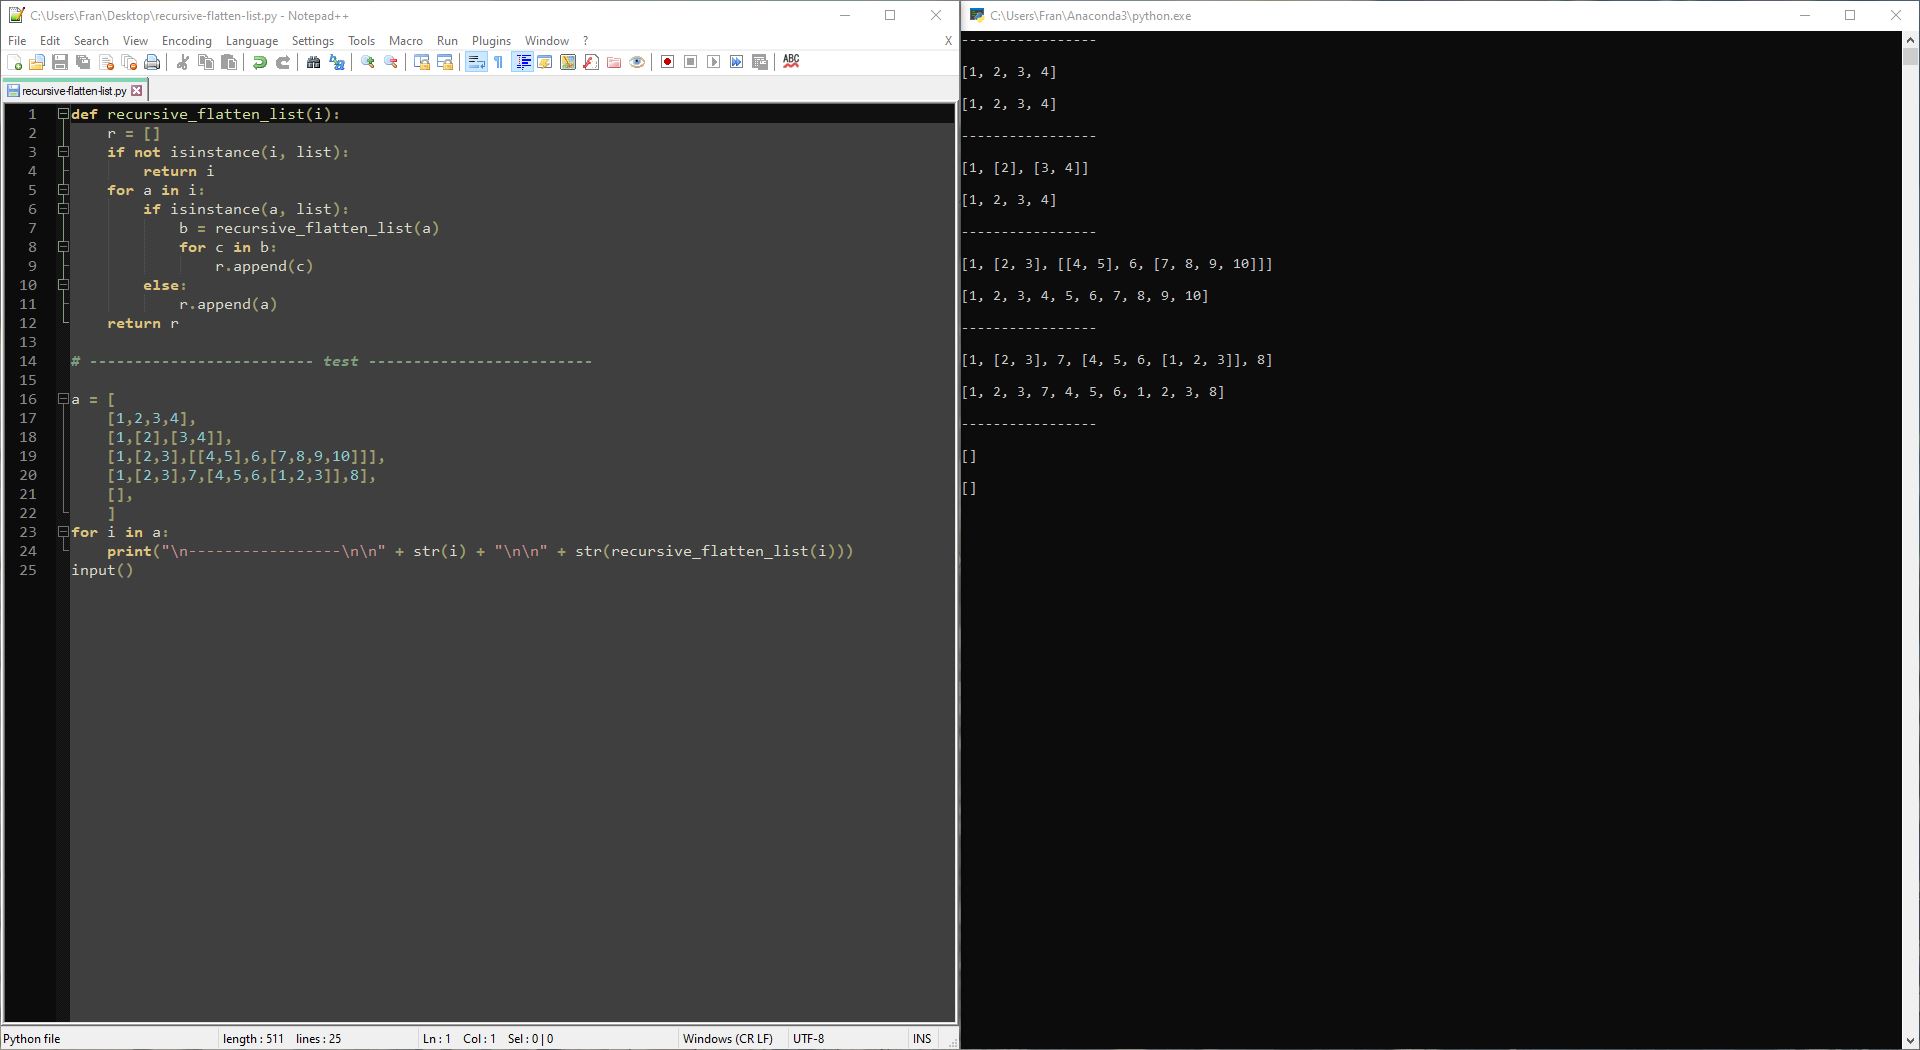 C:\Users\Fran\Desktop\recursive-flatten-list.py - Notepad++
File Edit Search View Encoding Language Settings Tools Macro Run Plugins Window ? X
ABC
recursive-flatten-list.py
1 def recursive_flatten_list(i):
2     r = []
3     if not isinstance(i, list):
4         return i
5     for a in i:
6         if isinstance(a, list):
7             b = recursive_flatten_list(a)
8             for c in b:
9                 r.append(c)
10         else:
11             r.append(a)
12     return r
13
14 # ------------------------- test -------------------------
15
16 a = [
17     [1,2,3,4],
18     [1,[2],[3,4]],
19     [1,[2,3],[[4,5],6,[7,8,9,10]]],
20     [1,[2,3],7,[4,5,6,[1,2,3]],8],
21     [],
22     ]
23 for i in a:
24     print("\n-----------------\n\n" + str(i) + "\n\n" + str(recursive_flatten_list(i)))
25 input()
Python file length : 511 lines : 25 Ln : 1 Col : 1 Sel : 0 | 0 Windows (CR LF) UTF-8 INS
C:\Users\Fran\Anaconda3\python.exe
-----------------
[1, 2, 3, 4]
[1, 2, 3, 4]
-----------------
[1, [2], [3, 4]]
[1, 2, 3, 4]
-----------------
[1, [2, 3], [[4, 5], 6, [7, 8, 9, 10]]]
[1, 2, 3, 4, 5, 6, 7, 8, 9, 10]
-----------------
[1, [2, 3], 7, [4, 5, 6, [1, 2, 3]], 8]
[1, 2, 3, 7, 4, 5, 6, 1, 2, 3, 8]
-----------------
[]
[]